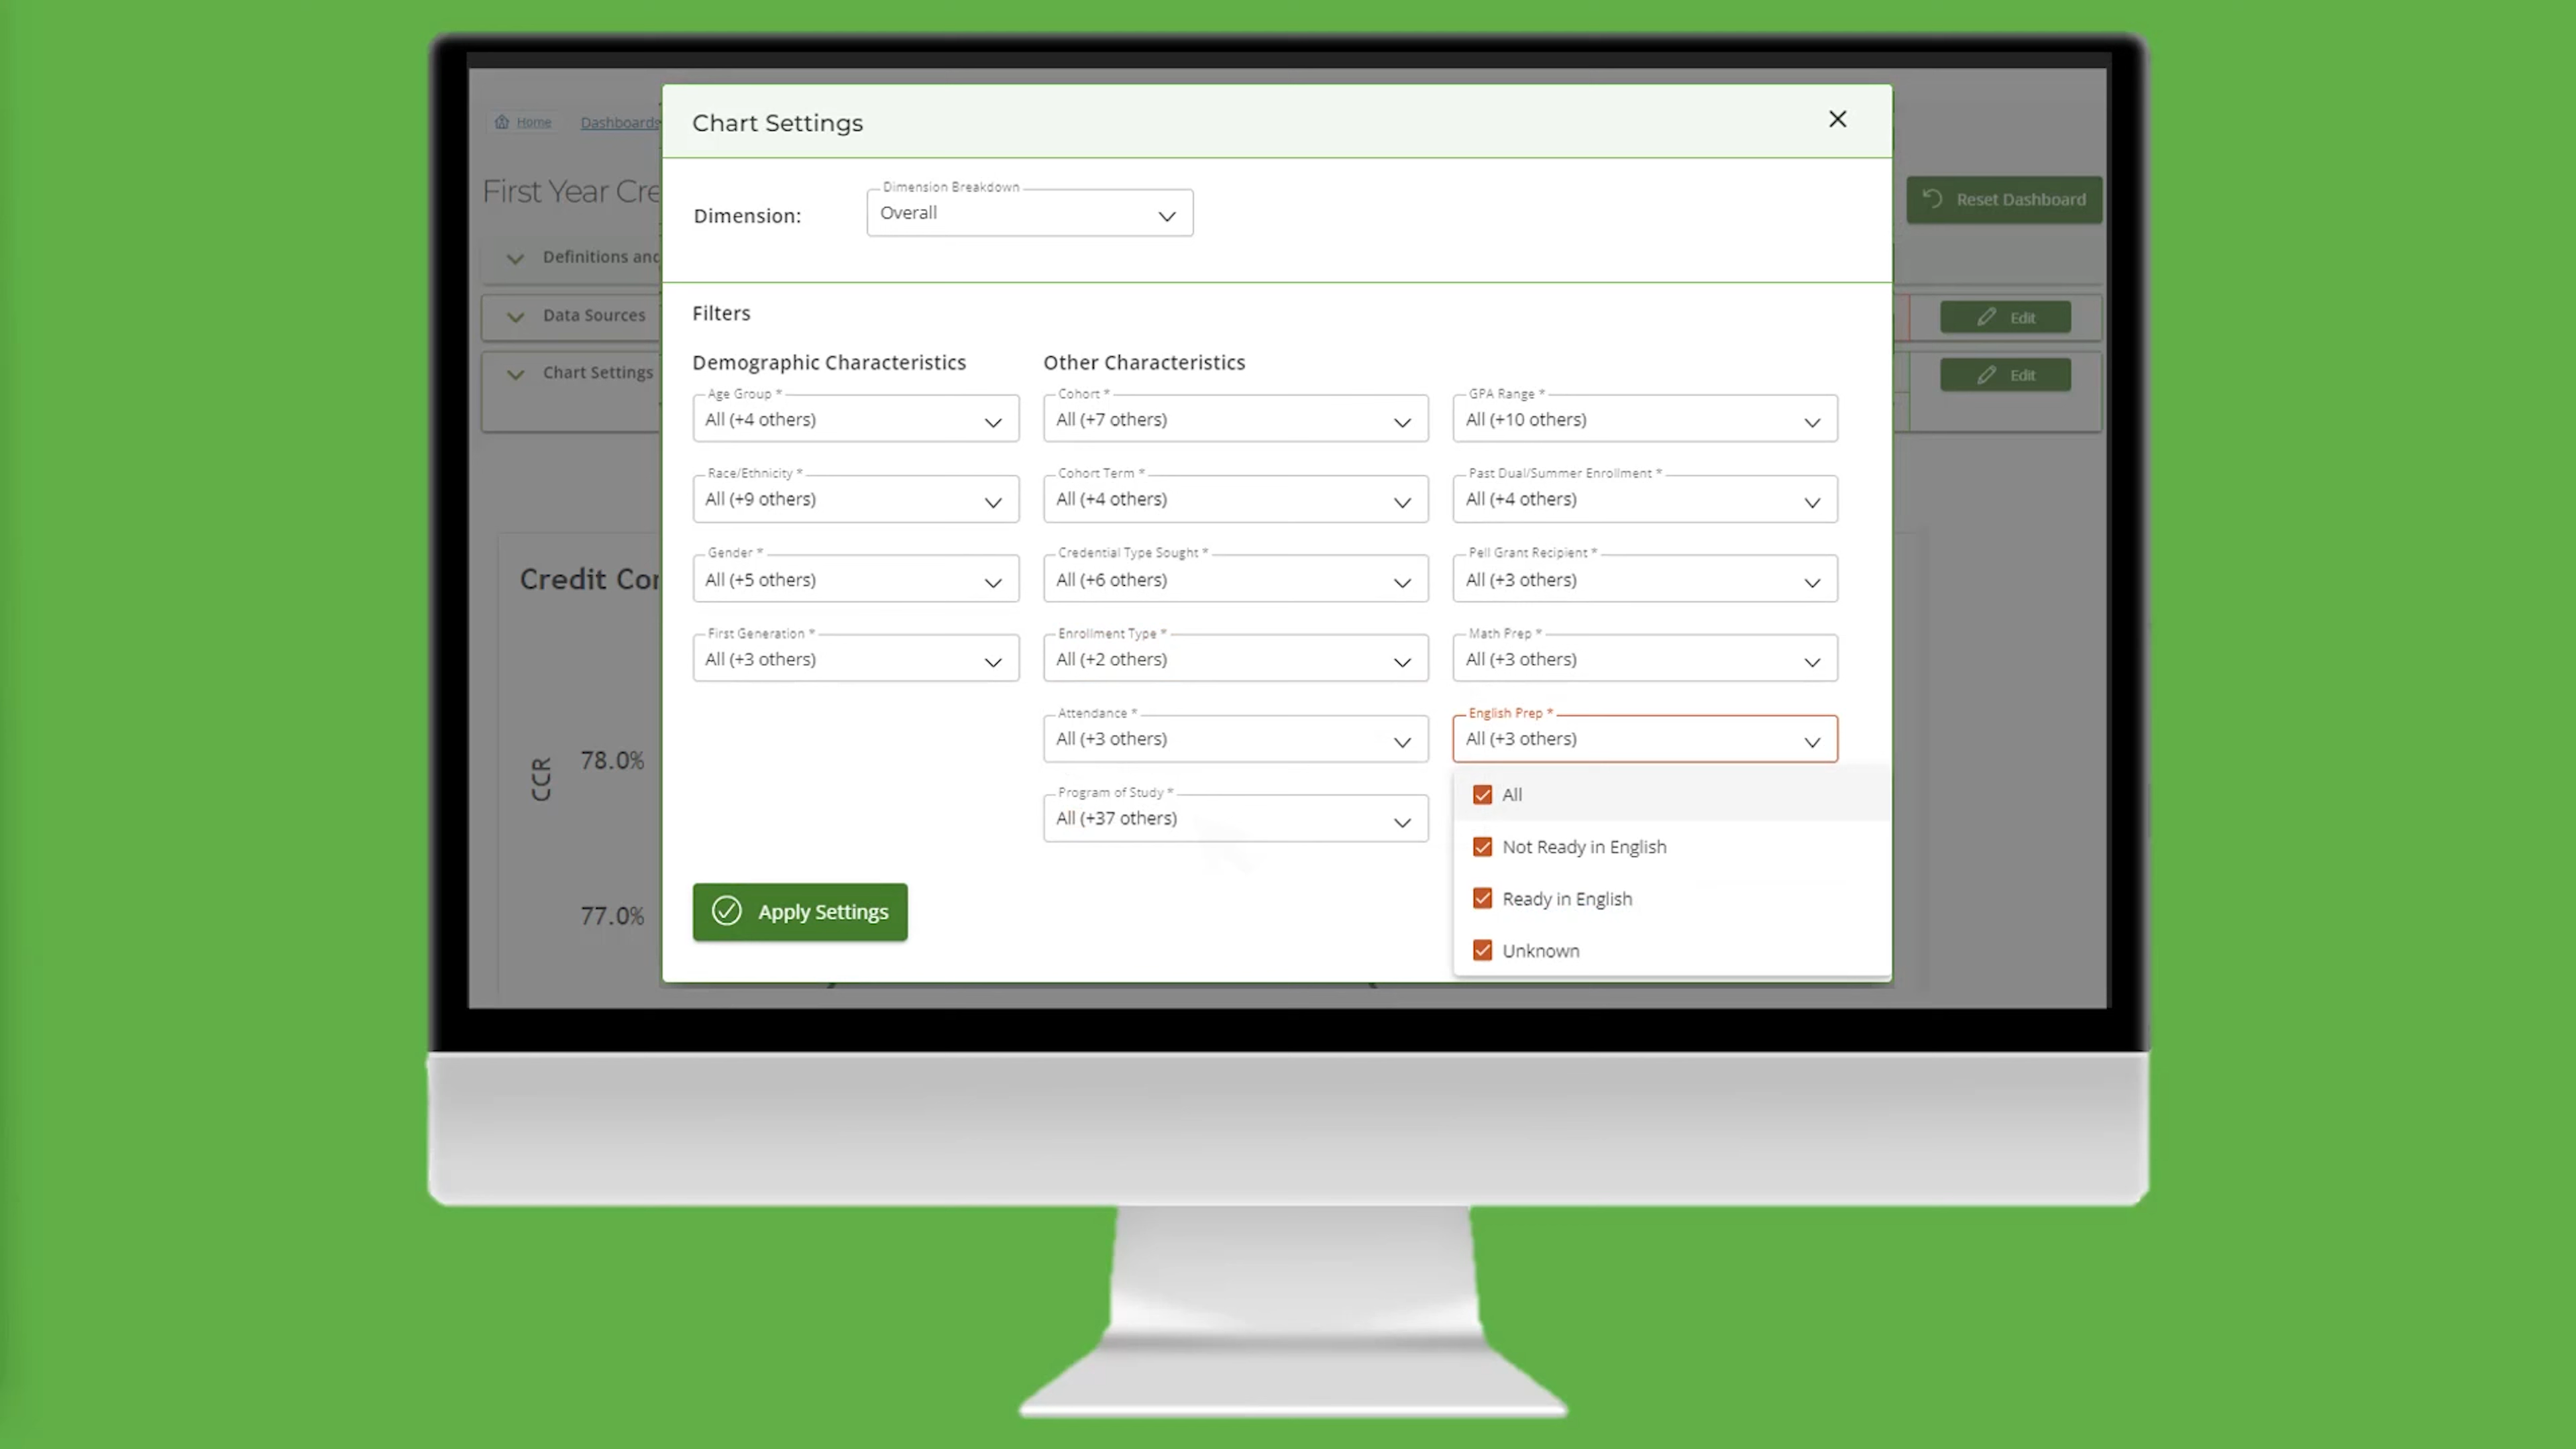 Home Dashboards
First Year Cre
Reset Dashboard
Definitions and
Data Sources
Edit
Chart Settings
Edit
Credit Cor
CCR
78.0%
77.0%
Chart Settings
Dimension:
Dimension Breakdown
Overall
Filters
Demographic Characteristics
Age Group *
All (+4 others)
Race/Ethnicity *
All (+9 others)
Gender *
All (+5 others)
First Generation *
All (+3 others)
Other Characteristics
Cohort *
All (+7 others)
Cohort Term *
All (+4 others)
Credential Type Sought *
All (+6 others)
Enrollment Type *
All (+2 others)
Attendance *
All (+3 others)
Program of Study *
All (+37 others)
GPA Range *
All (+10 others)
Past Dual/Summer Enrollment *
All (+4 others)
Pell Grant Recipient *
All (+3 others)
Math Prep *
All (+3 others)
English Prep *
All (+3 others)
All
Not Ready in English
Ready in English
Unknown
Apply Settings